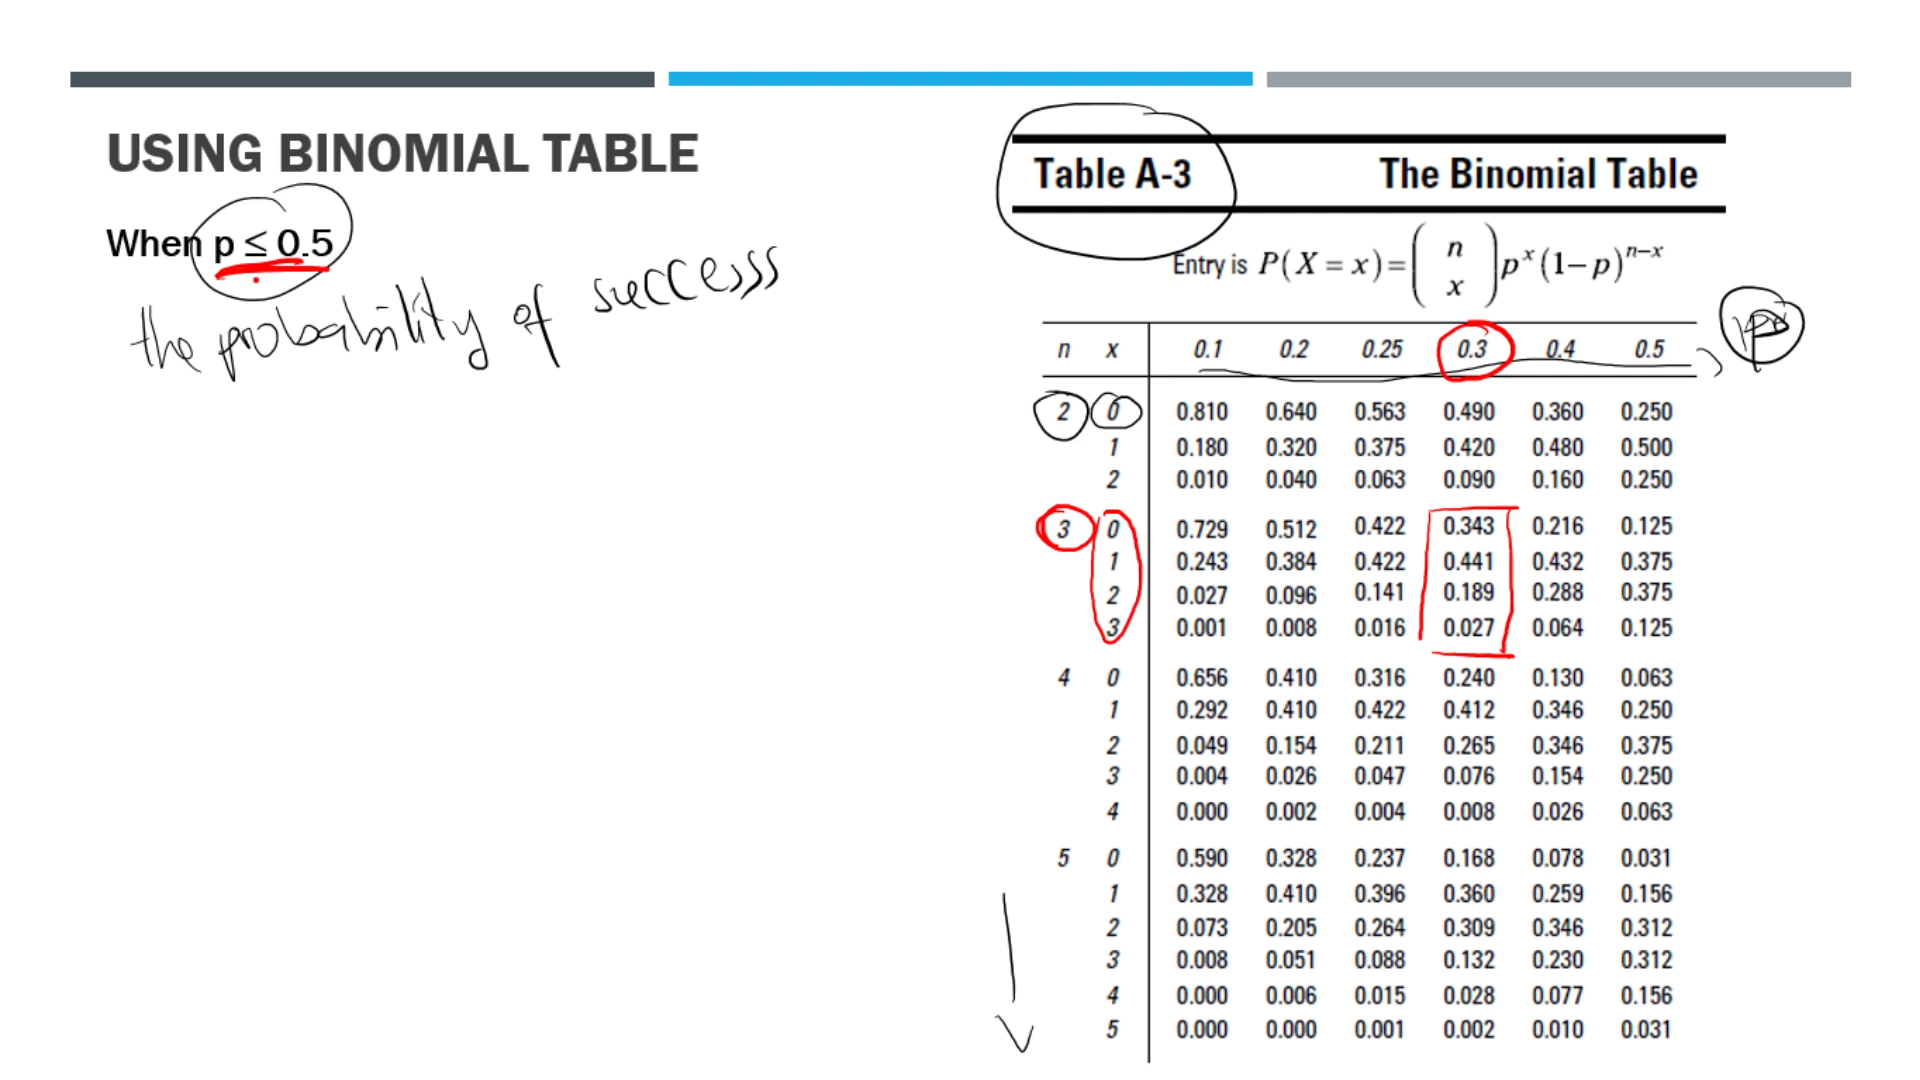 USING BINOMIAL TABLE
When p ≤ 0.5
the probability of successs
Table A-3 The Binomial Table
Entry is P(X = x) = ( n x ) pˣ (1−p)ⁿ⁻ˣ
p
n x 0.1 0.2 0.25 0.3 0.4 0.5
2 0 0.810 0.640 0.563 0.490 0.360 0.250
1 0.180 0.320 0.375 0.420 0.480 0.500
2 0.010 0.040 0.063 0.090 0.160 0.250
3 0 0.729 0.512 0.422 0.343 0.216 0.125
1 0.243 0.384 0.422 0.441 0.432 0.375
2 0.027 0.096 0.141 0.189 0.288 0.375
3 0.001 0.008 0.016 0.027 0.064 0.125
4 0 0.656 0.410 0.316 0.240 0.130 0.063
1 0.292 0.410 0.422 0.412 0.346 0.250
2 0.049 0.154 0.211 0.265 0.346 0.375
3 0.004 0.026 0.047 0.076 0.154 0.250
4 0.000 0.002 0.004 0.008 0.026 0.063
5 0 0.590 0.328 0.237 0.168 0.078 0.031
1 0.328 0.410 0.396 0.360 0.259 0.156
2 0.073 0.205 0.264 0.309 0.346 0.312
3 0.008 0.051 0.088 0.132 0.230 0.312
4 0.000 0.006 0.015 0.028 0.077 0.156
5 0.000 0.000 0.001 0.002 0.010 0.031